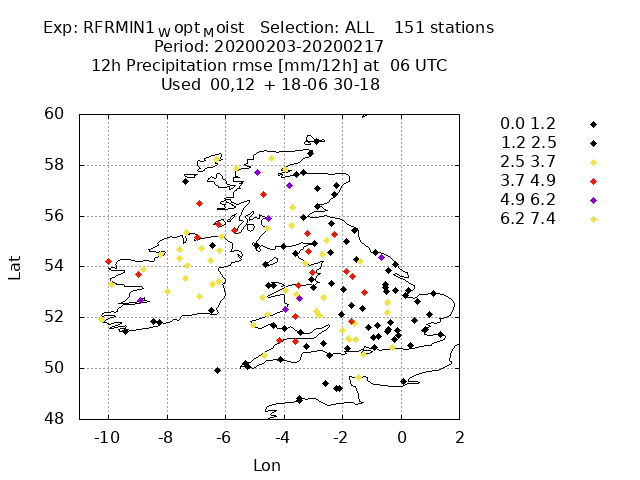 Exp: RFRMIN1WoptMoist Selection: ALL 151 stations
Period: 20200203-20200217
12h Precipitation rmse [mm/12h] at 06 UTC
Used 00,12 + 18-06 30-18
60
58
56
54
52
50
48
Lat
-10 -8 -6 -4 -2 0 2
Lon
0.0 1.2
1.2 2.5
2.5 3.7
3.7 4.9
4.9 6.2
6.2 7.4